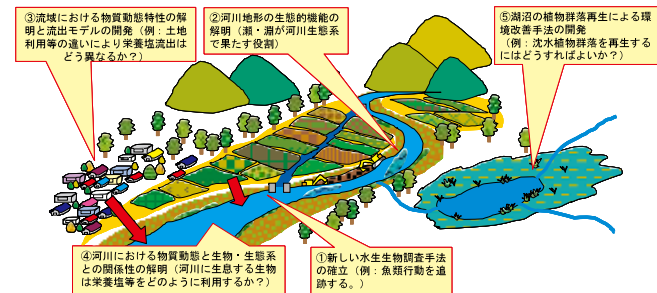 ③流域における物質動態特性の解
明と流出モデルの開発（例：土地
利用等の違いにより栄養塩流出は
どう異なるか？）
②河川地形の生態的機能の
解明（瀬・淵が河川生態系
で果たす役割）
⑤湖沼の植物群落再生による環
境改善手法の開発
（例：沈水植物群落を再生する
にはどうすればよいか？）
④河川における物質動態と生物・生態系
との関係性の解明（河川に生息する生物
は栄養塩等をどのように利用するか？）
①新しい水生生物調査手法
の確立（例：魚類行動を追
跡する。）